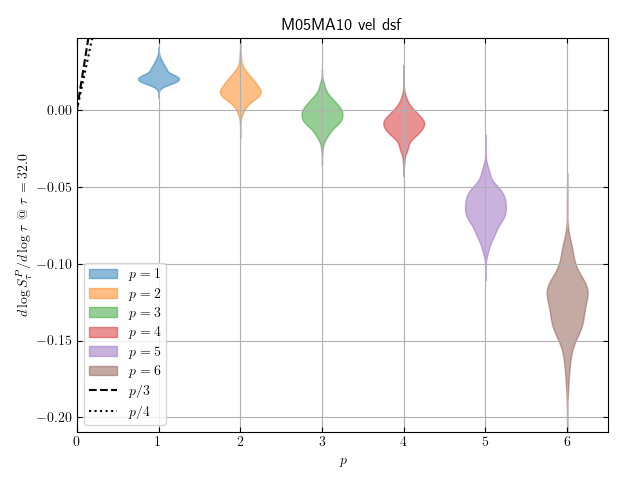 M05MA10 vel dsf
d log S_τ^P / d log τ @ τ = 32.0
0.00
−0.05
−0.10
−0.15
−0.20
p = 1
p = 2
p = 3
p = 4
p = 5
p = 6
p/3
p/4
0 1 2 3 4 5 6
p